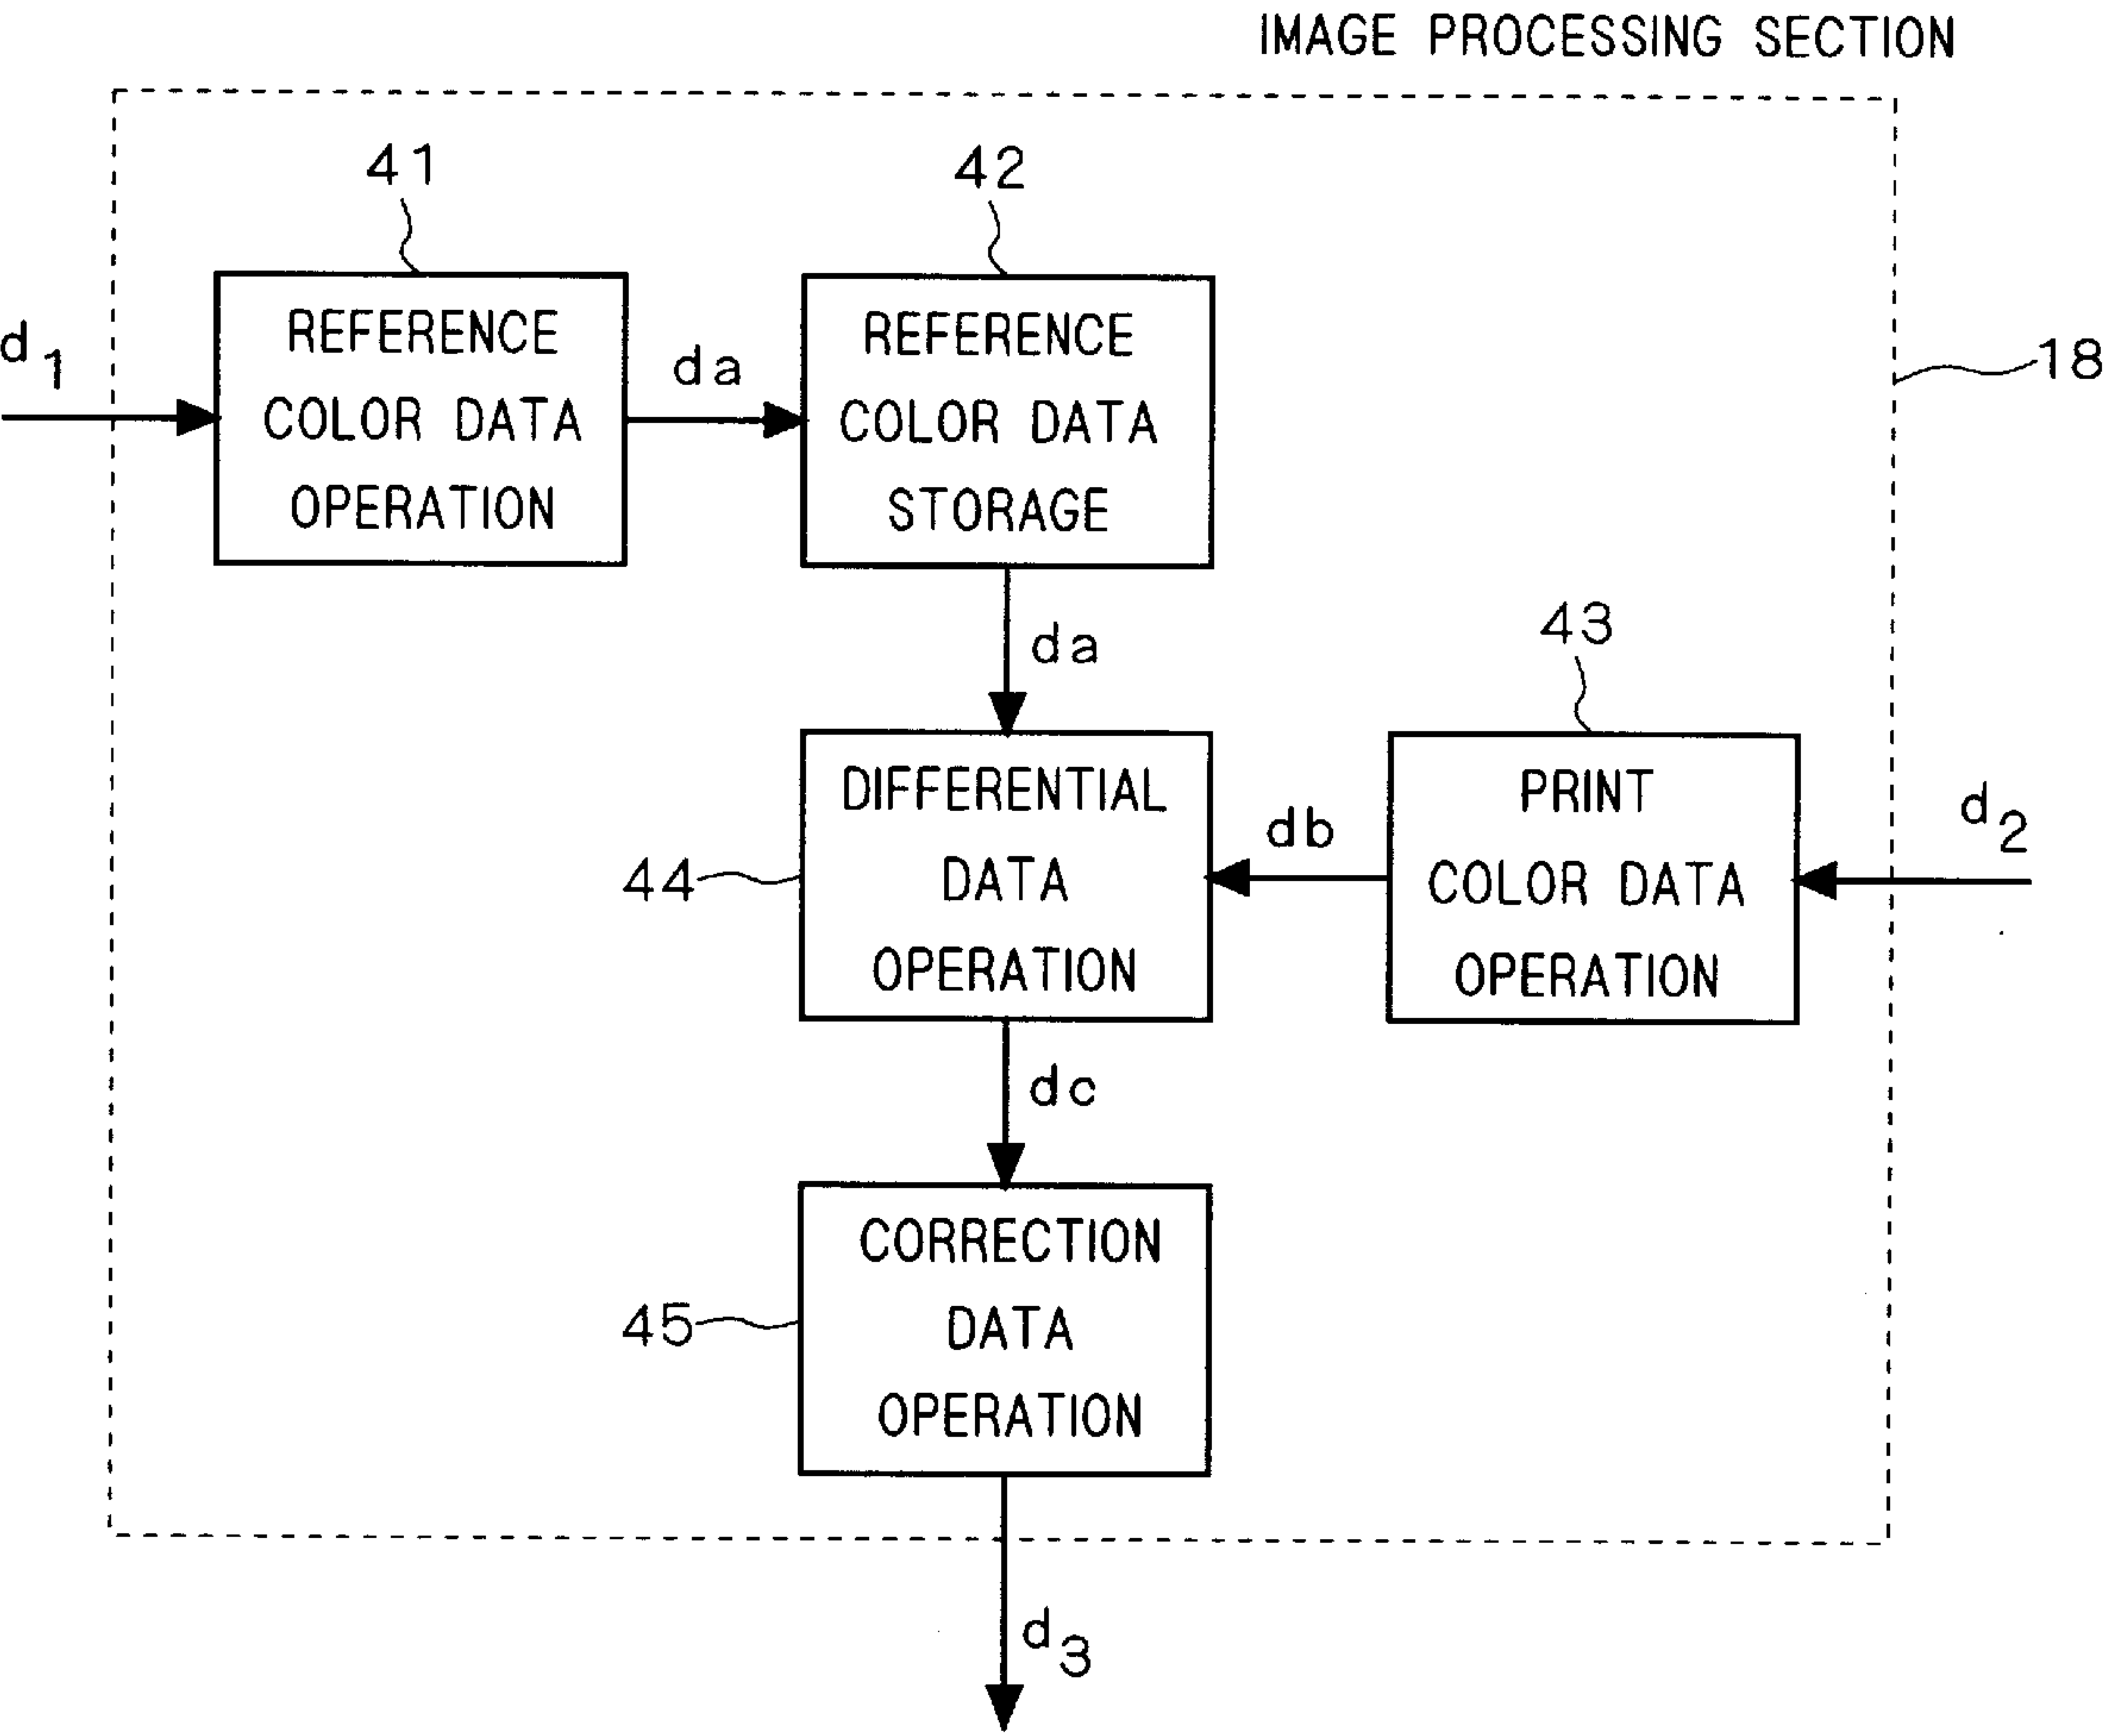 IMAGE PROCESSING SECTION
41
42
REFERENCE
COLOR DATA
OPERATION
REFERENCE
COLOR DATA
STORAGE
d1
da
18
da
43
DIFFERENTIAL
DATA
OPERATION
PRINT
COLOR DATA
OPERATION
db
d2
44
dc
CORRECTION
DATA
OPERATION
45
d3